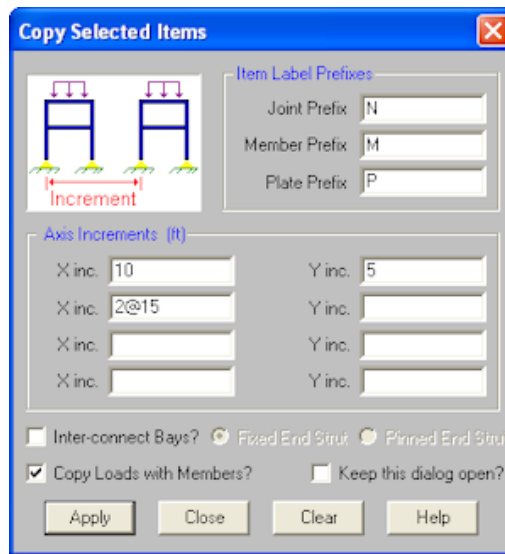 Copy Selected Items
Increment
Item Label Prefixes
Joint Prefix N
Member Prefix M
Plate Prefix P
Axis Increments (ft)
X inc. 10 Y inc. 5
X inc. 2@15 Y inc.
X inc. Y inc.
X inc. Y inc.
Inter-connect Bays? Fixed End Strut Pinned End Stru
Copy Loads with Members? Keep this dialog open?
Apply Close Clear Help